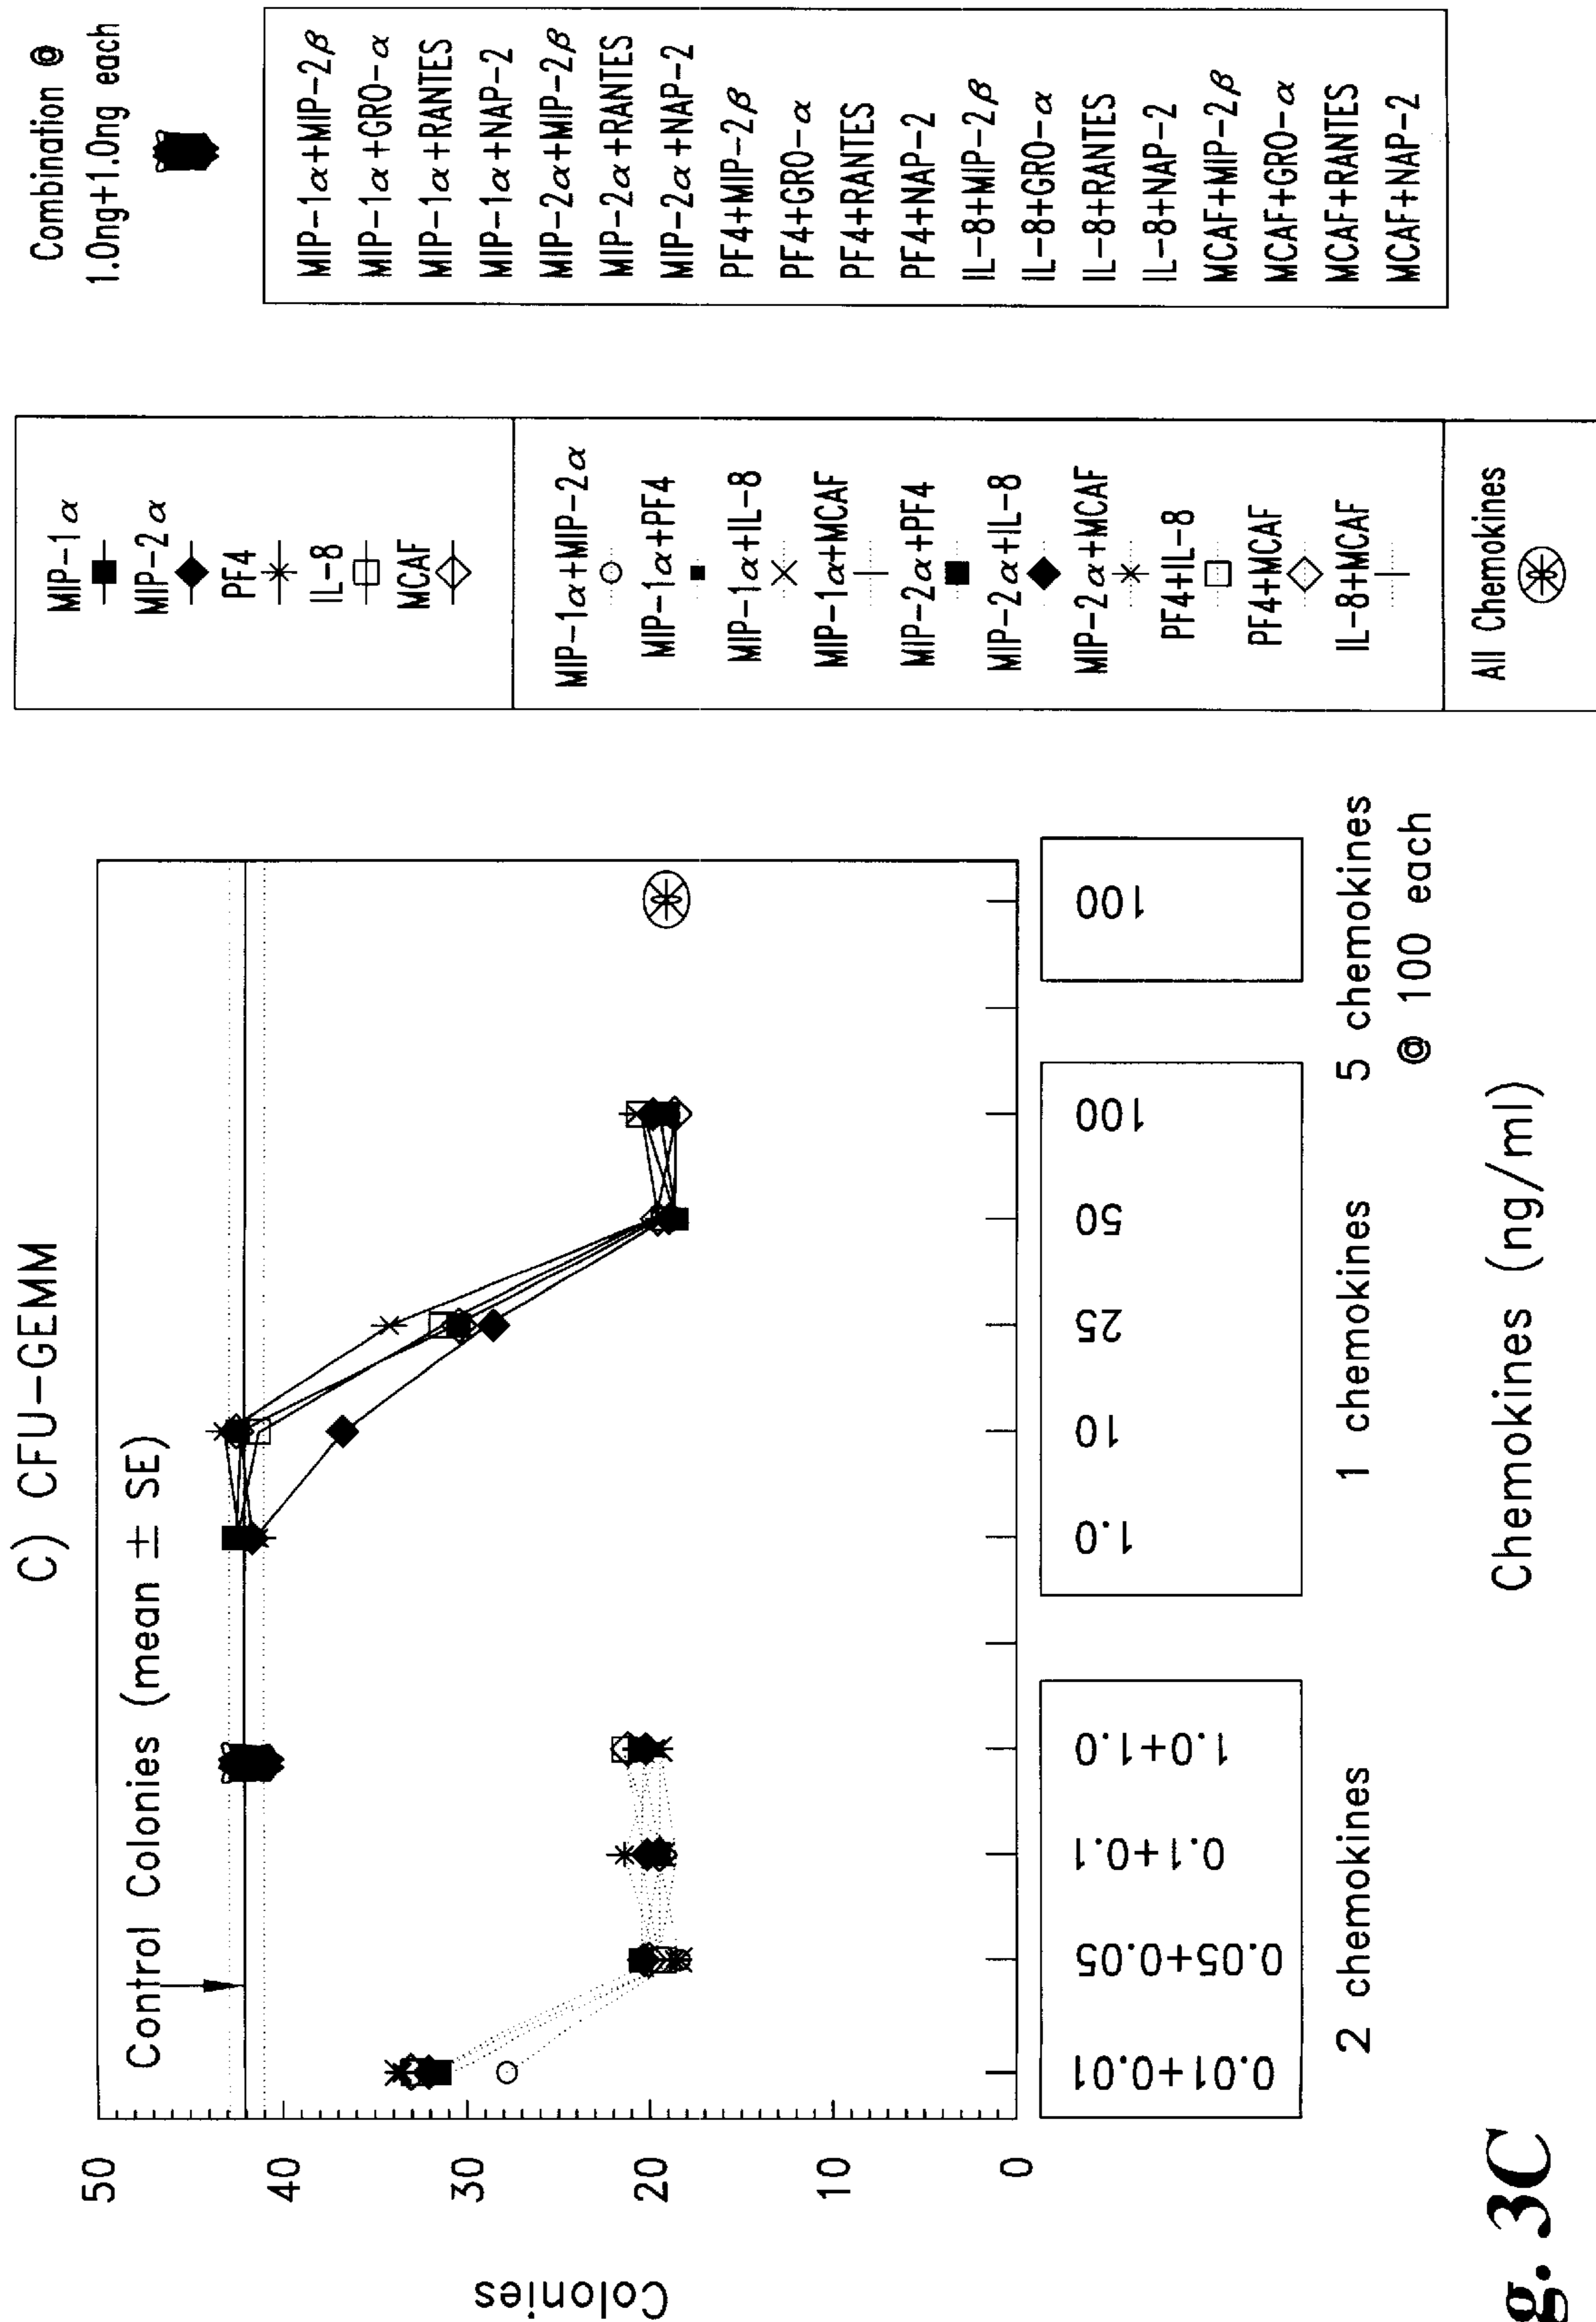 C) CFU-GEMM
Control Colonies (mean ± SE)
Colonies
50
40
30
20
10
0
0.01+0.01
0.05+0.05
0.1+0.1
1.0+1.0
1.0
10
25
50
100
100
2 chemokines
1 chemokines
5 chemokines
@ 100 each
Chemokines (ng/ml)
MIP-1α
MIP-2α
PF4
IL-8
MCAF
MIP-1α+MIP-2α
MIP-1α+PF4
MIP-1α+IL-8
MIP-1α+MCAF
MIP-2α+PF4
MIP-2α+IL-8
MIP-2α+MCAF
PF4+IL-8
PF4+MCAF
IL-8+MCAF
All Chemokines
Combination @
1.0ng+1.0ng each
MIP-1α+MIP-2β
MIP-1α+GRO-α
MIP-1α+RANTES
MIP-1α+NAP-2
MIP-2α+MIP-2β
MIP-2α+RANTES
MIP-2α+NAP-2
PF4+MIP-2β
PF4+GRO-α
PF4+RANTES
PF4+NAP-2
IL-8+MIP-2β
IL-8+GRO-α
IL-8+RANTES
IL-8+NAP-2
MCAF+MIP-2β
MCAF+GRO-α
MCAF+RANTES
MCAF+NAP-2
g. 3C